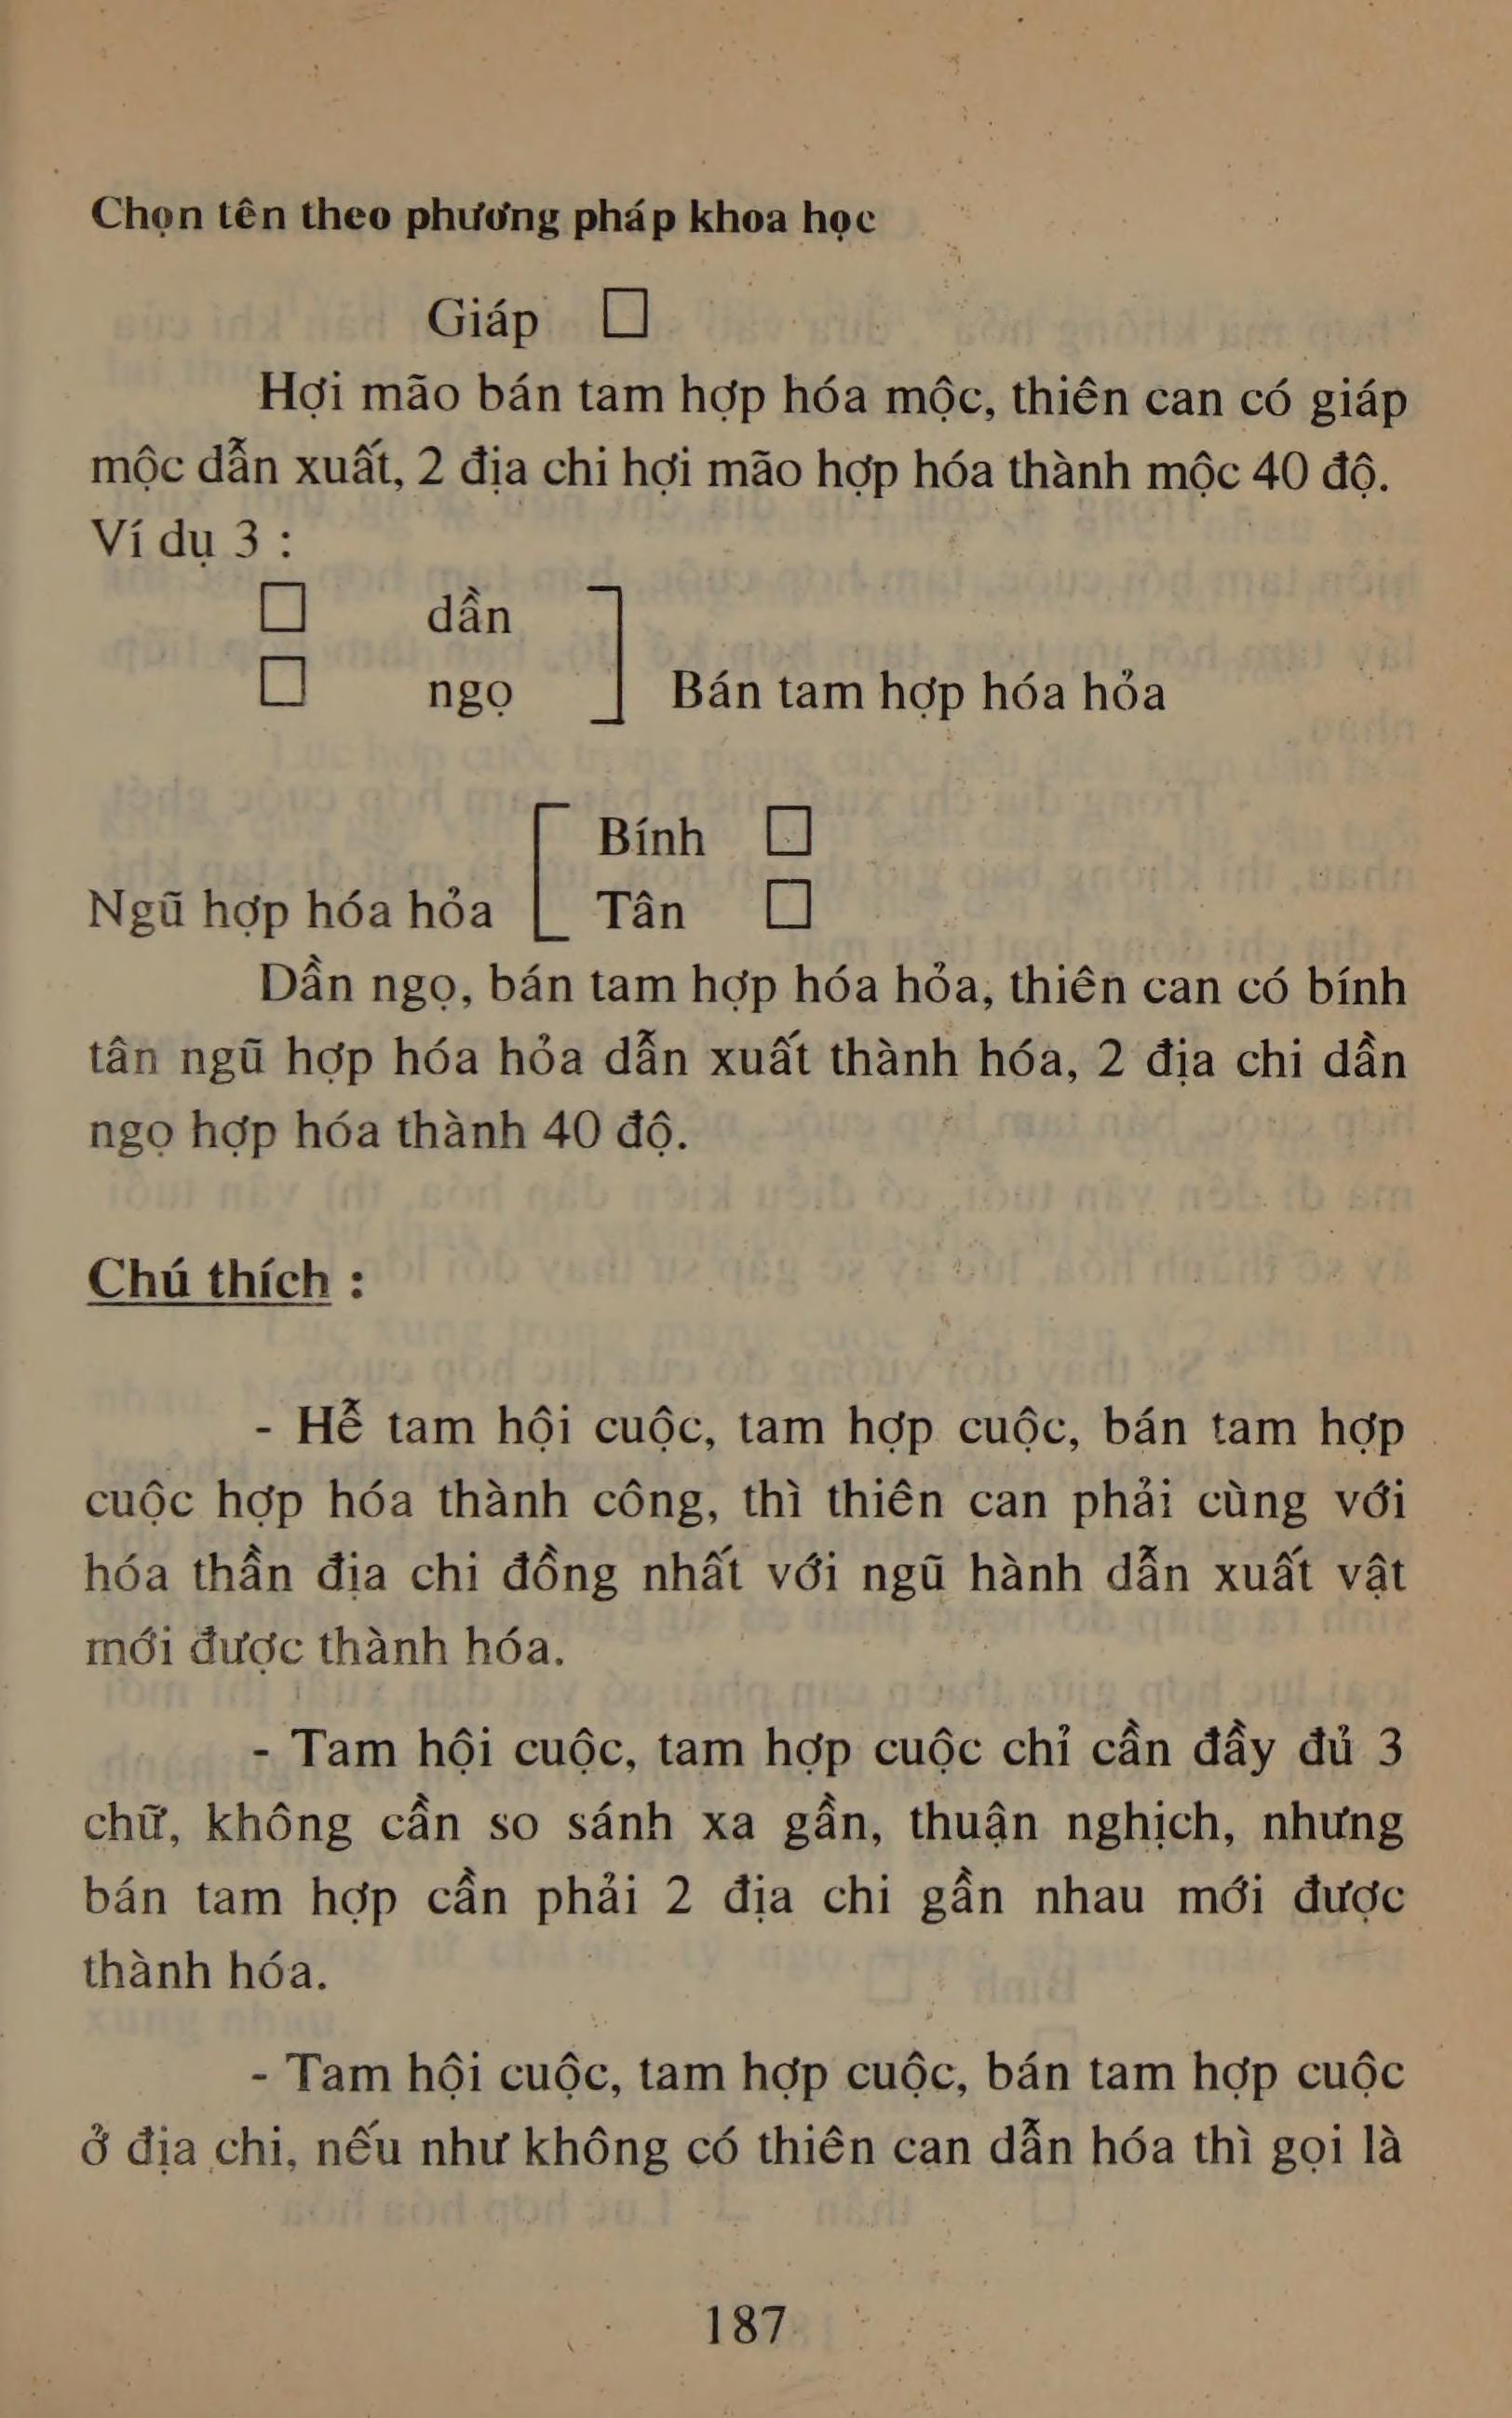 Chọn tên theo phương pháp khoa học
Giáp □
Hợi mão bán tam hợp hóa mộc, thiên can có giáp
mộc dẫn xuất, 2 địa chi hợi mão hợp hóa thành mộc 40 độ.
Ví dụ 3 :
□ dần
□ ngọ Bán tam hợp hóa hỏa
Bính □
Ngũ hợp hóa hỏa Tân □
Dần ngọ, bán tam hợp hóa hỏa, thiên can có bính
tân ngũ hợp hóa hỏa dẫn xuất thành hóa, 2 địa chi dần
ngọ hợp hóa thành 40 độ.
Chú thích :
- Hễ tam hội cuộc, tam hợp cuộc, bán tam hợp
cuộc hợp hóa thành công, thì thiên can phải cùng với
hóa thần địa chi đồng nhất với ngũ hành dẫn xuất vật
mới được thành hóa.
- Tam hội cuộc, tam hợp cuộc chỉ cần đầy đủ 3
chữ, không cần so sánh xa gần, thuận nghịch, nhưng
bán tam hợp cần phải 2 địa chi gần nhau mới được
thành hóa.
- Tam hội cuộc, tam hợp cuộc, bán tam hợp cuộc
ở địa chi, nếu như không có thiên can dẫn hóa thì gọi là
187